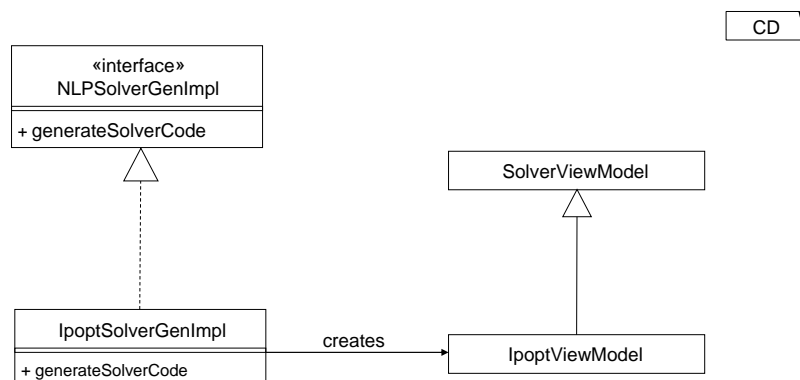 CD
«interface»
NLPSolverGenImpl
+ generateSolverCode
SolverViewModel
IpoptSolverGenImpl
+ generateSolverCode
creates
IpoptViewModel